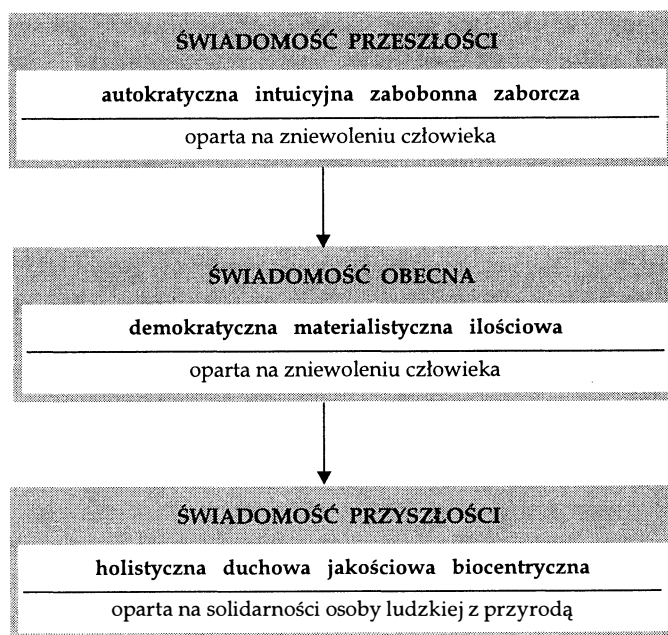 ŚWIADOMOŚĆ PRZESZŁOŚCI
autokratyczna intuicyjna zabobonna zaborcza
oparta na zniewoleniu człowieka
ŚWIADOMOŚĆ OBECNA
demokratyczna materialistyczna ilościowa
oparta na zniewoleniu człowieka
ŚWIADOMOŚĆ PRZYSZŁOŚCI
holistyczna duchowa jakościowa biocentryczna
oparta na solidarności osoby ludzkiej z przyrodą